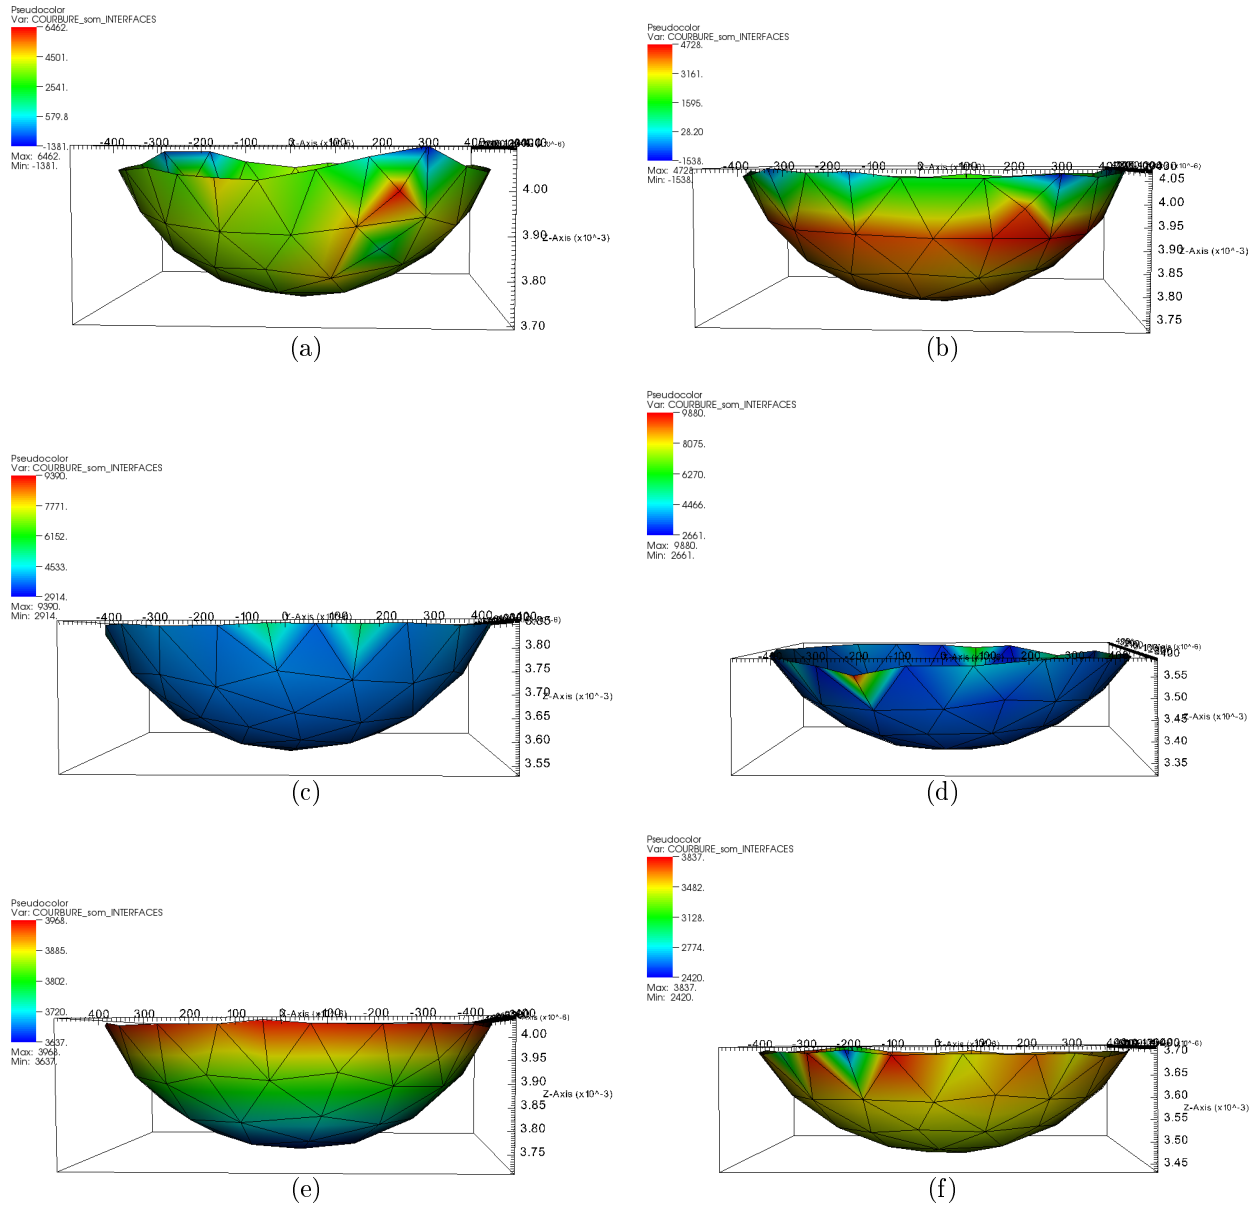 Pseudocolor
Var: COURBURE_som_INTERFACES
6462.
4501.
2541.
579.8
-1381.
Max: 6462.
Min: -1381.
-400 -300 -200 -100 0 100 200 300 400
4.00
3.90
3.80
3.70
Z-Axis (x10^-3)
(a)
Pseudocolor
Var: COURBURE_som_INTERFACES
4728.
3161.
1595.
28.20
-1538.
Max: 4728.
Min: -1538.
-400 -300 -200 -100 0 100 200 300
4.05
4.00
3.95
3.90
3.85
3.80
3.75
Z-Axis (x10^-3)
(b)
Pseudocolor
Var: COURBURE_som_INTERFACES
9390.
7771.
6152.
4533.
2914.
Max: 9390.
Min: 2914.
-400 -300 -200 -100 0 100 200 300 400
3.85
3.80
3.75
3.70
3.65
3.60
3.55
Z-Axis (x10^-3)
(c)
Pseudocolor
Var: COURBURE_som_INTERFACES
9880.
8075.
6270.
4466.
2661.
Max: 9880.
Min: 2661.
-300 -200 -100 100 200 300
3.55
3.50
3.45
3.40
3.35
Z-Axis (x10^-3)
(d)
Pseudocolor
Var: COURBURE_som_INTERFACES
3968.
3885.
3802.
3720.
3637.
Max: 3968.
Min: 3637.
400 300 200 100 -100 -200 -300 -400
4.00
3.95
3.90
3.85
3.80
3.75
Z-Axis (x10^-3)
(e)
Pseudocolor
Var: COURBURE_som_INTERFACES
3837.
3482.
3128.
2774.
2420.
Max: 3837.
Min: 2420.
-400 -300 -200 -100 100 200 300
3.70
3.65
3.60
3.55
3.50
3.45
Z-Axis (x10^-3)
(f)